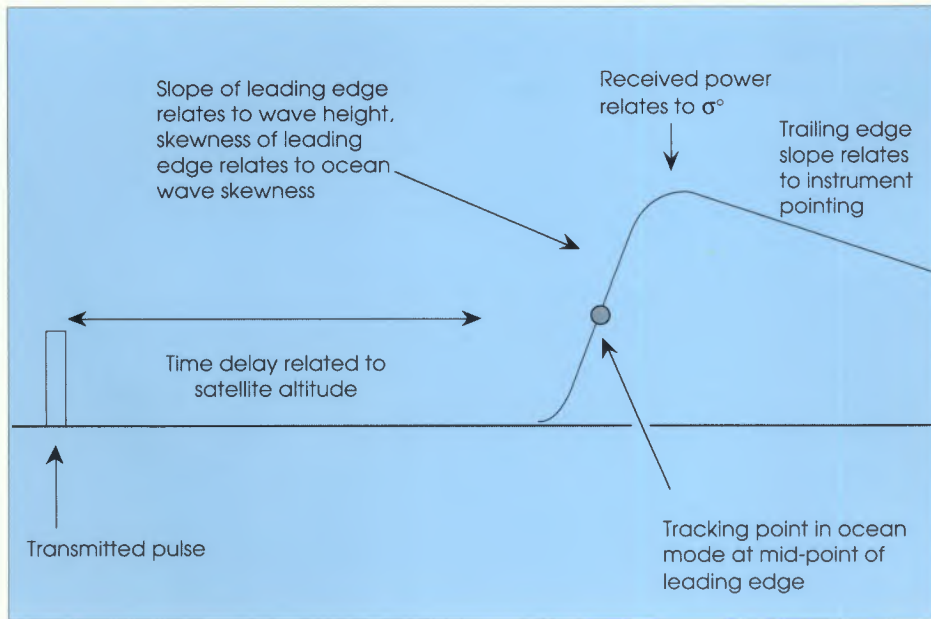 Slope of leading edge
relates to wave height,
skewness of leading
edge relates to ocean
wave skewness
Received power
relates to σ°
Trailing edge
slope relates
to instrument
pointing
Time delay related to
satellite altitude
Transmitted pulse
Tracking point in ocean
mode at mid-point of
leading edge